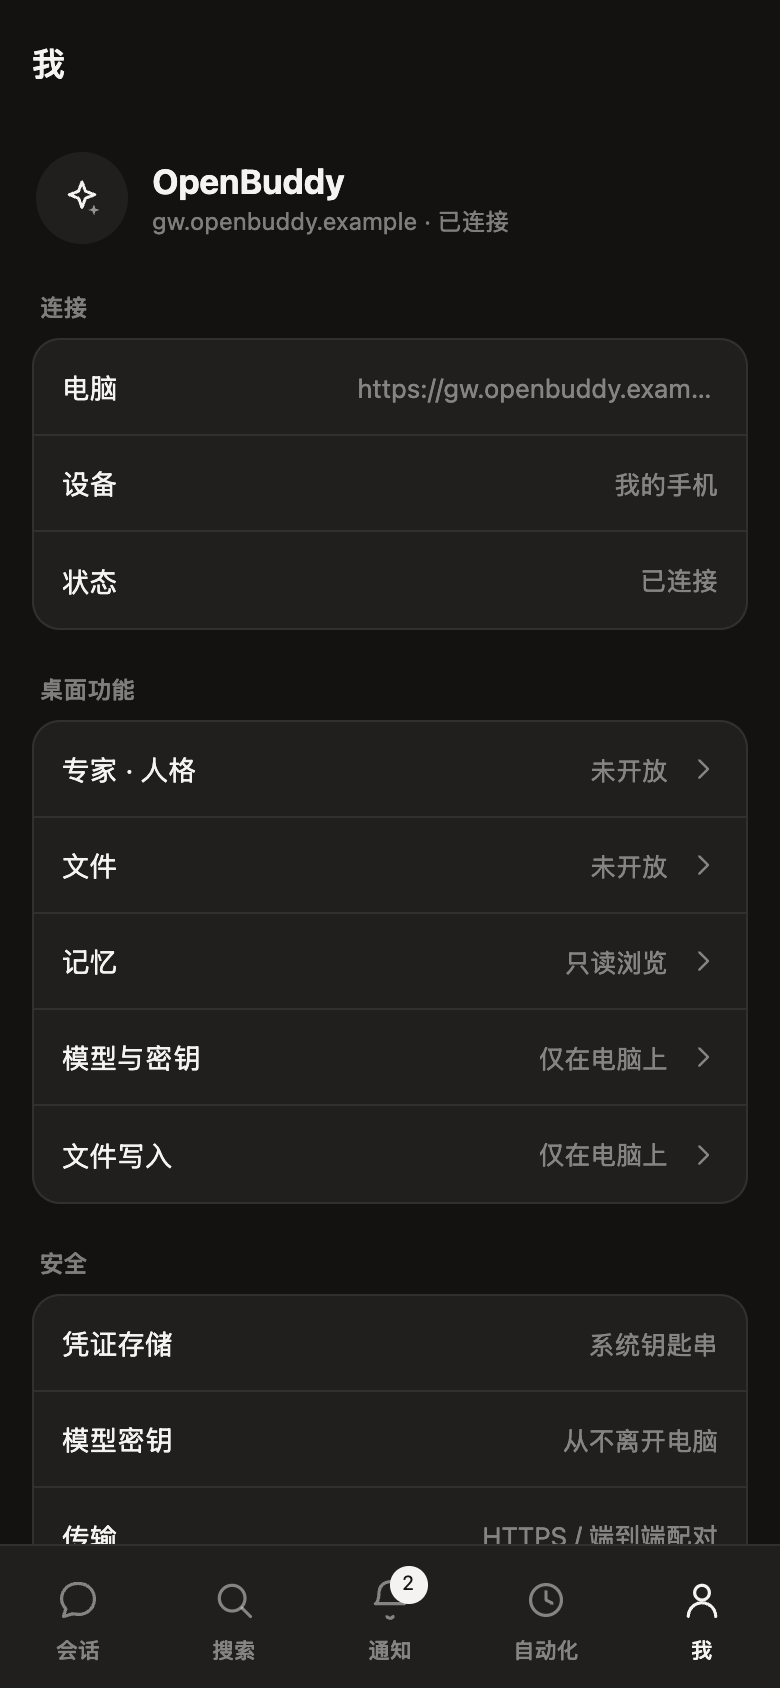 我
OpenBuddy
gw.openbuddy.example · 已连接
连接
电脑 https://gw.openbuddy.exam...
设备 我的手机
状态 已连接
桌面功能
专家 · 人格 未开放
文件 未开放
记忆 只读浏览
模型与密钥 仅在电脑上
文件写入 仅在电脑上
安全
凭证存储 系统钥匙串
模型密钥 从不离开电脑
传输 HTTPS / 端到端配对
2
会话 搜索 通知 自动化 我